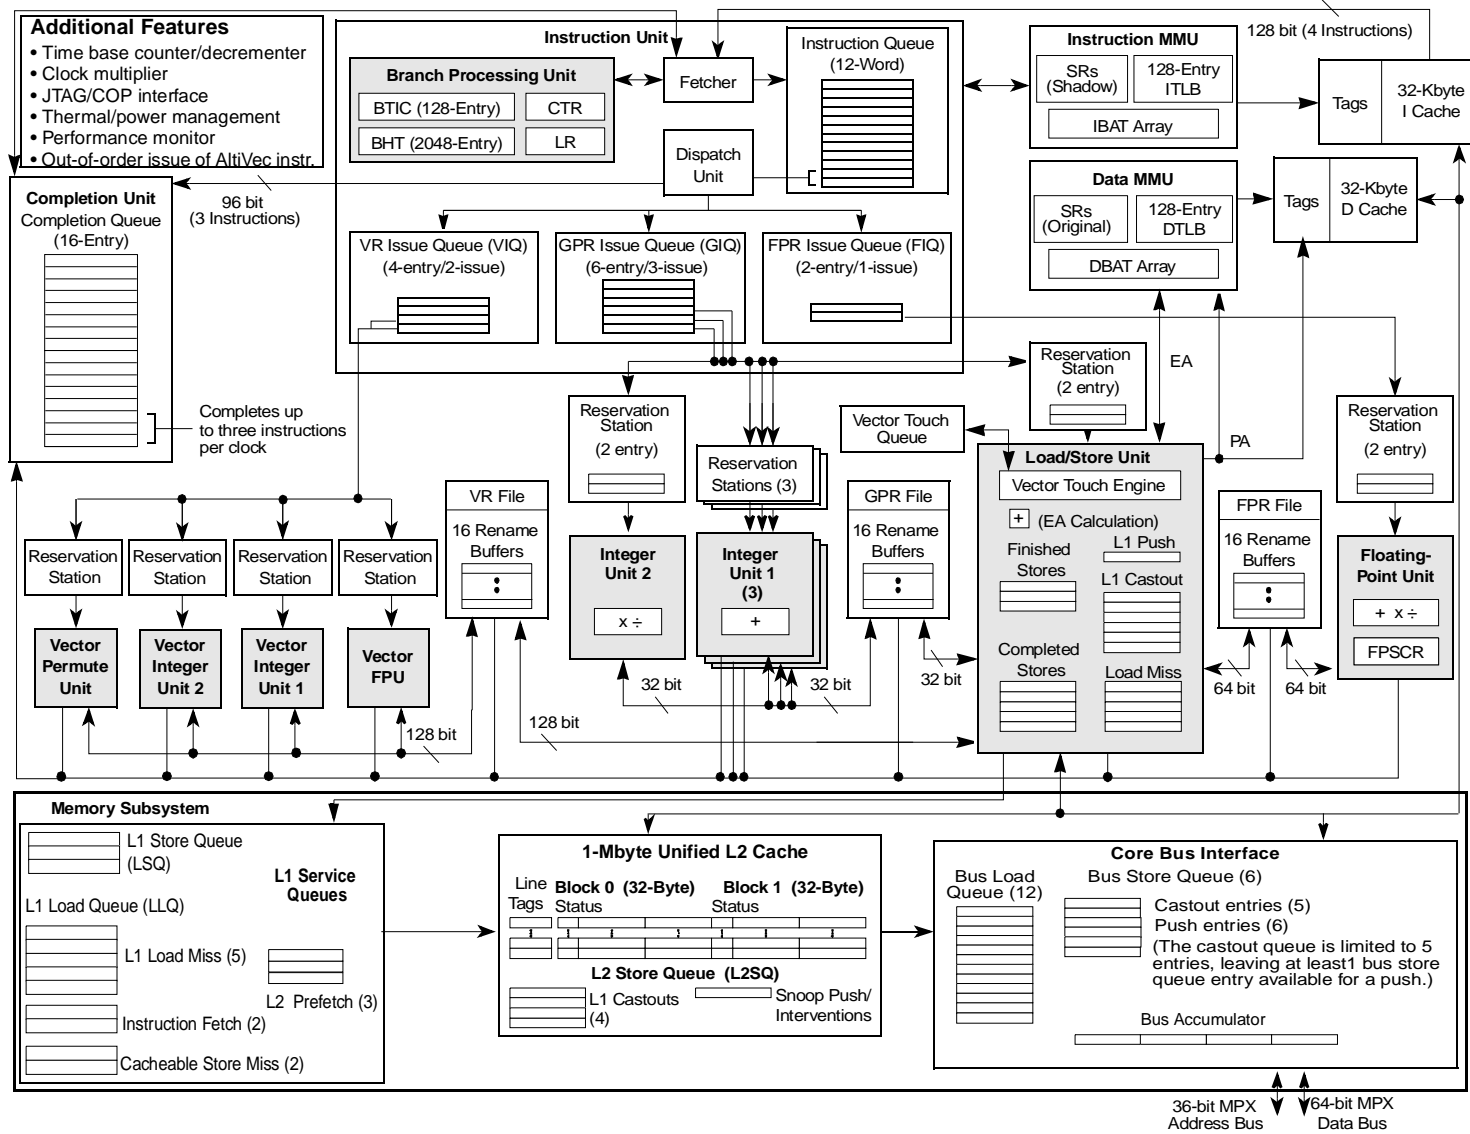 Additional Features
• Time base counter/decrementer
• Clock multiplier
• JTAG/COP interface
• Thermal/power management
• Performance monitor
• Out-of-order issue of AltiVec instr.
Instruction Unit
Branch Processing Unit
BTIC (128-Entry)
CTR
BHT (2048-Entry)
LR
Fetcher
Dispatch
Unit
Instruction Queue
(12-Word)
Instruction MMU
SRs
(Shadow)
128-Entry
ITLB
IBAT Array
128 bit (4 Instructions)
Tags
32-Kbyte
I Cache
Data MMU
SRs
(Original)
128-Entry
DTLB
DBAT Array
Tags
32-Kbyte
D Cache
96 bit
(3 Instructions)
Completion Unit
Completion Queue
(16-Entry)
Completes up
to three instructions
per clock
VR Issue Queue (VIQ)
(4-entry/2-issue)
GPR Issue Queue (GIQ)
(6-entry/3-issue)
FPR Issue Queue (FIQ)
(2-entry/1-issue)
EA
PA
Reservation
Station
(2 entry)
Reservation
Station
(2 entry)
Reservation
Stations (3)
Vector Touch
Queue
Reservation
Station
(2 entry)
Reservation
Station
Reservation
Station
Reservation
Station
Reservation
Station
Vector
Permute
Unit
Vector
Integer
Unit 2
Vector
Integer
Unit 1
Vector
FPU
VR File
16 Rename
Buffers
Integer
Unit 2
x ÷
Integer
Unit 1
(3)
+
GPR File
16 Rename
Buffers
Load/Store Unit
Vector Touch Engine
+
(EA Calculation)
Finished
Stores
L1 Push
L1 Castout
Completed
Stores
Load Miss
FPR File
16 Rename
Buffers
Floating-
Point Unit
+ x ÷
FPSCR
32 bit
32 bit
32 bit
64 bit
64 bit
128 bit
128 bit
Memory Subsystem
L1 Store Queue
(LSQ)
L1 Service
Queues
L1 Load Queue (LLQ)
L1 Load Miss (5)
L2 Prefetch (3)
Instruction Fetch (2)
Cacheable Store Miss (2)
1-Mbyte Unified L2 Cache
Line
Tags
Block 0 (32-Byte)
Status
Block 1 (32-Byte)
Status
L2 Store Queue (L2SQ)
L1 Castouts
(4)
Snoop Push/
Interventions
Core Bus Interface
Bus Load
Queue (12)
Bus Store Queue (6)
Castout entries (5)
Push entries (6)
(The castout queue is limited to 5
entries, leaving at least1 bus store
queue entry available for a push.)
Bus Accumulator
36-bit MPX
Address Bus
64-bit MPX
Data Bus